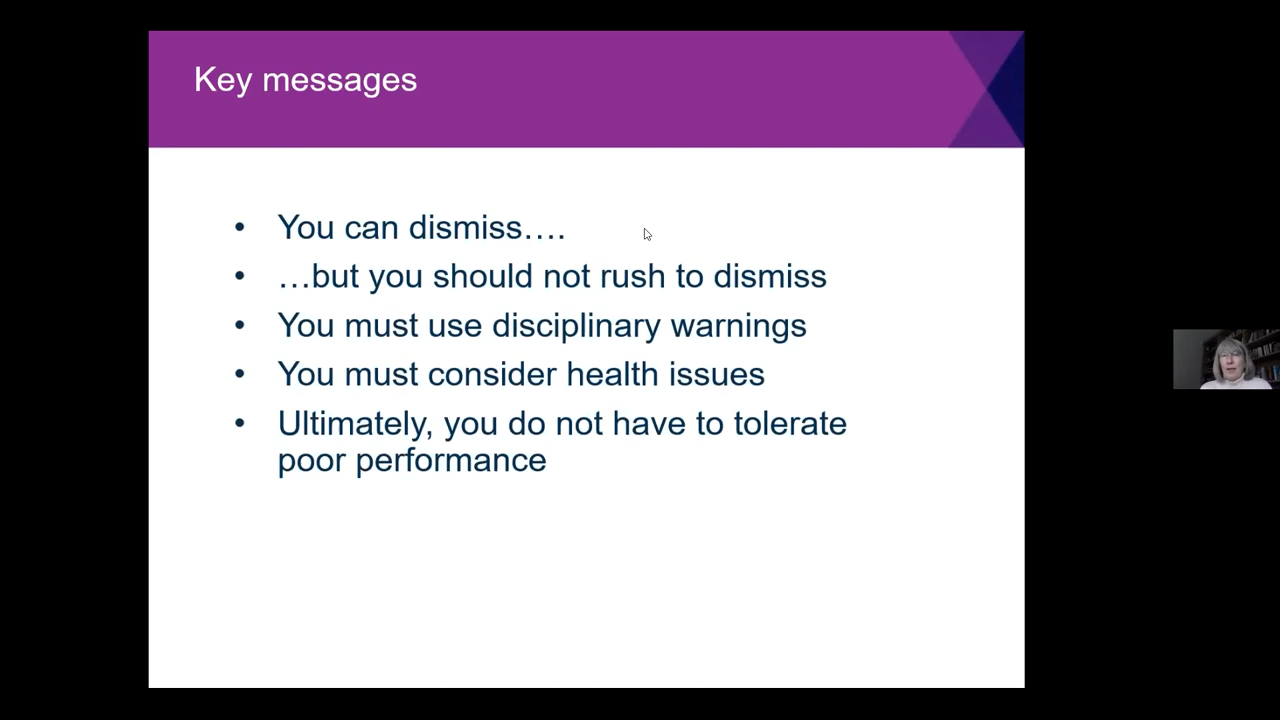 Key messages
• You can dismiss….
• …but you should not rush to dismiss
• You must use disciplinary warnings
• You must consider health issues
• Ultimately, you do not have to tolerate
poor performance